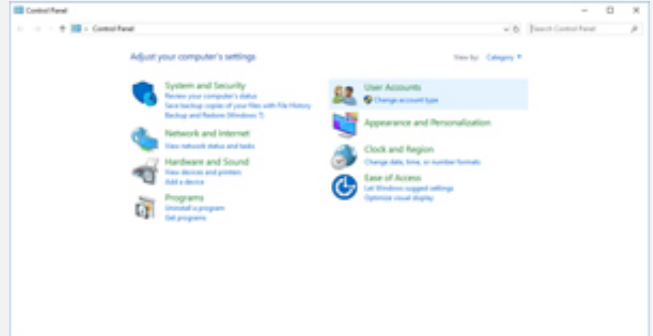 Control Panel
Control Panel
Search Control Panel
Adjust your computer's settings
View by: Category
System and Security
Review your computer's status
Save backup copies of your files with File History
Backup and Restore (Windows 7)
Network and Internet
View network status and tasks
Hardware and Sound
View devices and printers
Add a device
Programs
Uninstall a program
Get programs
User Accounts
Change account type
Appearance and Personalization
Clock and Region
Change date, time, or number formats
Ease of Access
Let Windows suggest settings
Optimize visual display